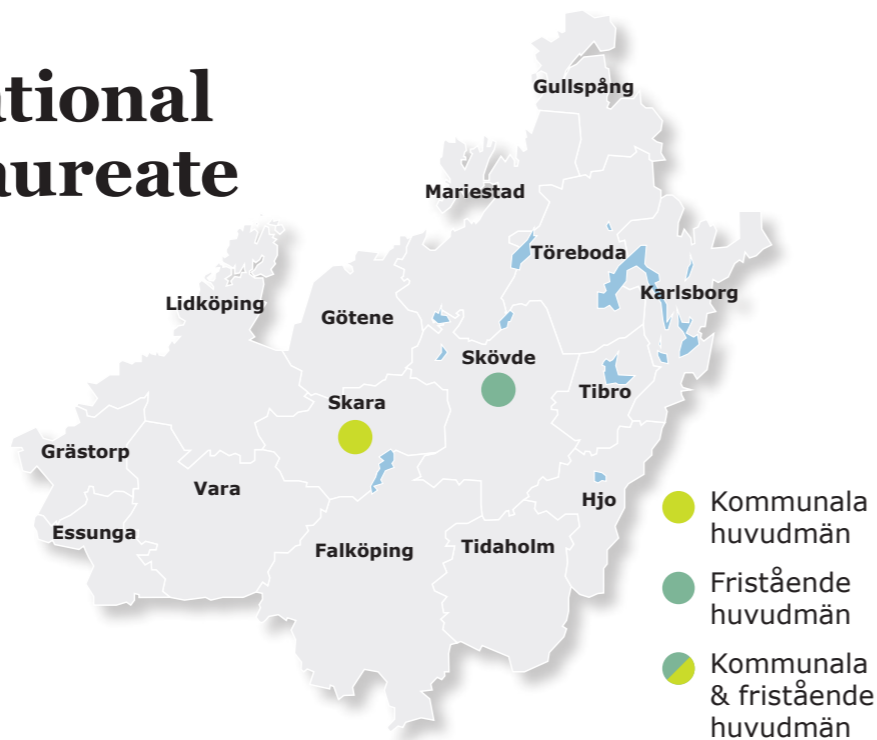 ational
aureate
Gullspång
Mariestad
Töreboda
Karlsborg
Lidköping
Götene
Skövde
Tibro
Skara
Grästorp
Vara
Hjo
Essunga
Falköping
Tidaholm
Kommunala
huvudmän
Fristående
huvudmän
Kommunala
& fristående
huvudmän